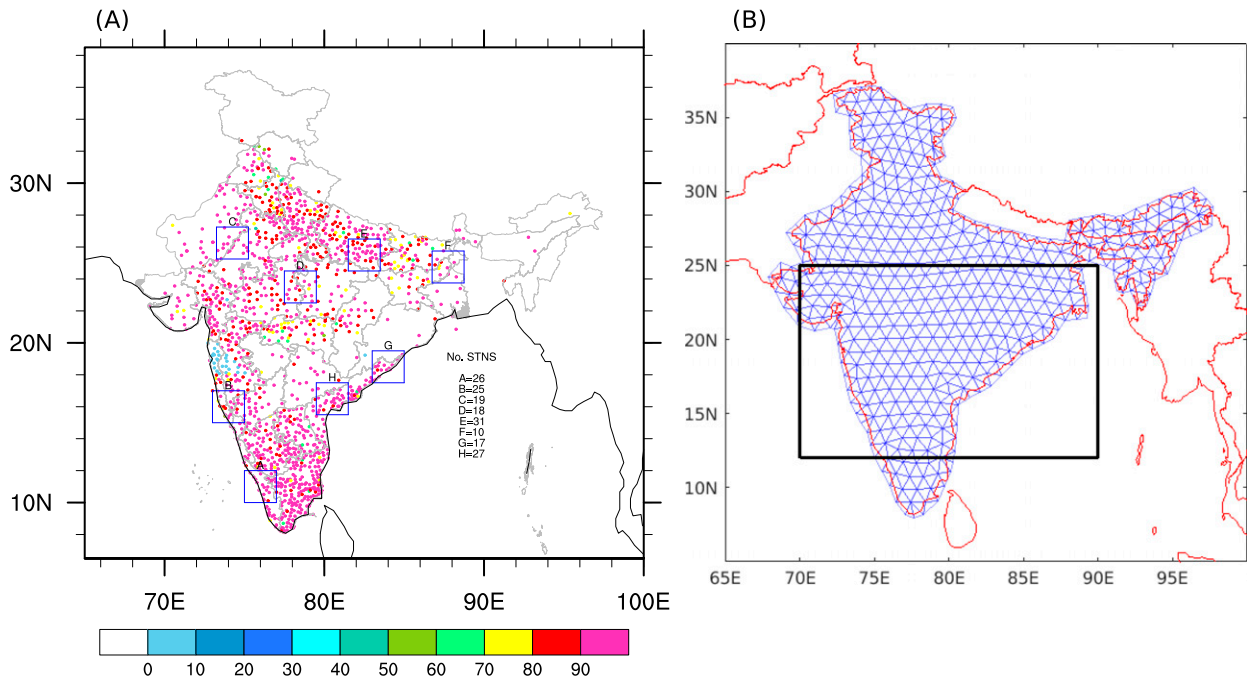 (A)
30N
20N
10N
70E
80E
90E
100E
C
D
E
F
G
H
B
A
No. STNS
A=26
B=25
C=19
D=18
E=31
F=10
G=17
H=27
0 10 20 30 40 50 60 70 80 90
(B)
35N
30N
25N
20N
15N
10N
65E 70E 75E 80E 85E 90E 95E